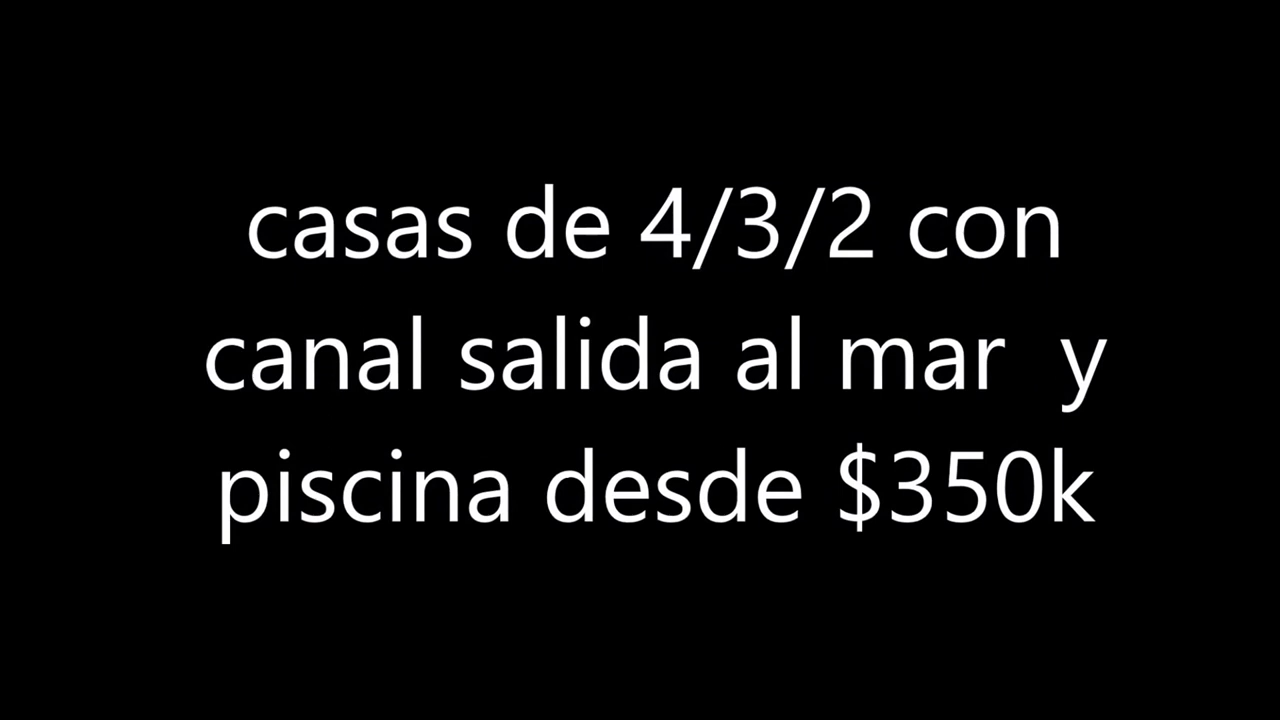 casas de 4/3/2 con
canal salida al mar  y
piscina desde $350k